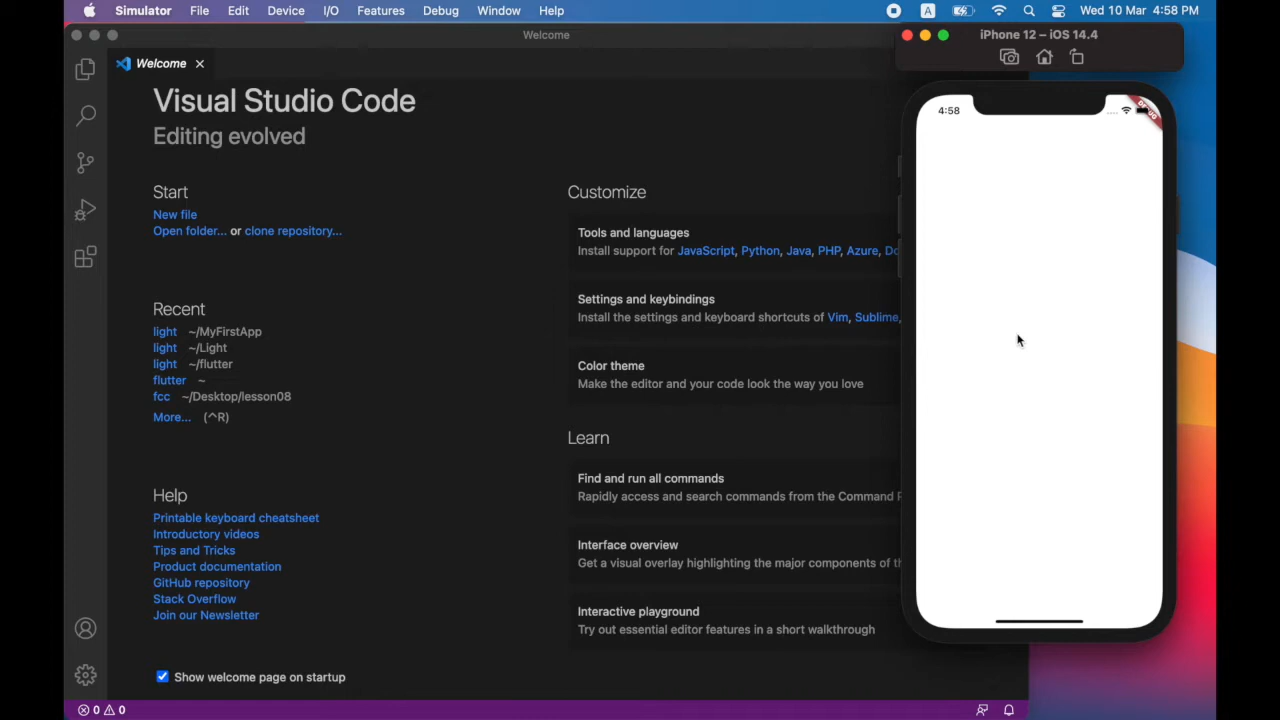 Simulator File Edit Device I/O Features Debug Window Help A Wed 10 Mar 4:58 PM
Welcome
iPhone 12 – iOS 14.4
Welcome
Visual Studio Code
Editing evolved
Start
New file
Open folder... or clone repository...
Recent
light ~/MyFirstApp
light ~/Light
light ~/flutter
flutter ~
fcc ~/Desktop/lesson08
More... (^R)
Help
Printable keyboard cheatsheet
Introductory videos
Tips and Tricks
Product documentation
GitHub repository
Stack Overflow
Join our Newsletter
Show welcome page on startup
Customize
Tools and languages
Install support for JavaScript, Python, Java, PHP, Azure, Do
Settings and keybindings
Install the settings and keyboard shortcuts of Vim, Sublime,
Color theme
Make the editor and your code look the way you love
Learn
Find and run all commands
Rapidly access and search commands from the Command P
Interface overview
Get a visual overlay highlighting the major components of th
Interactive playground
Try out essential editor features in a short walkthrough
4:58
0 0